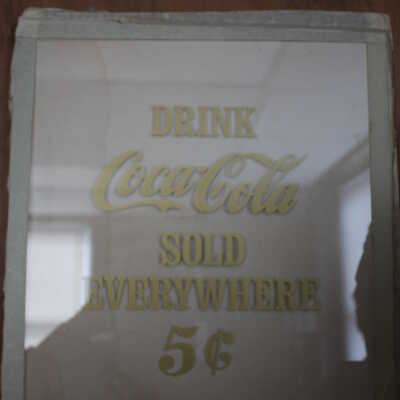 DRINK
Coca-Cola
SOLD
EVERYWHERE
5¢